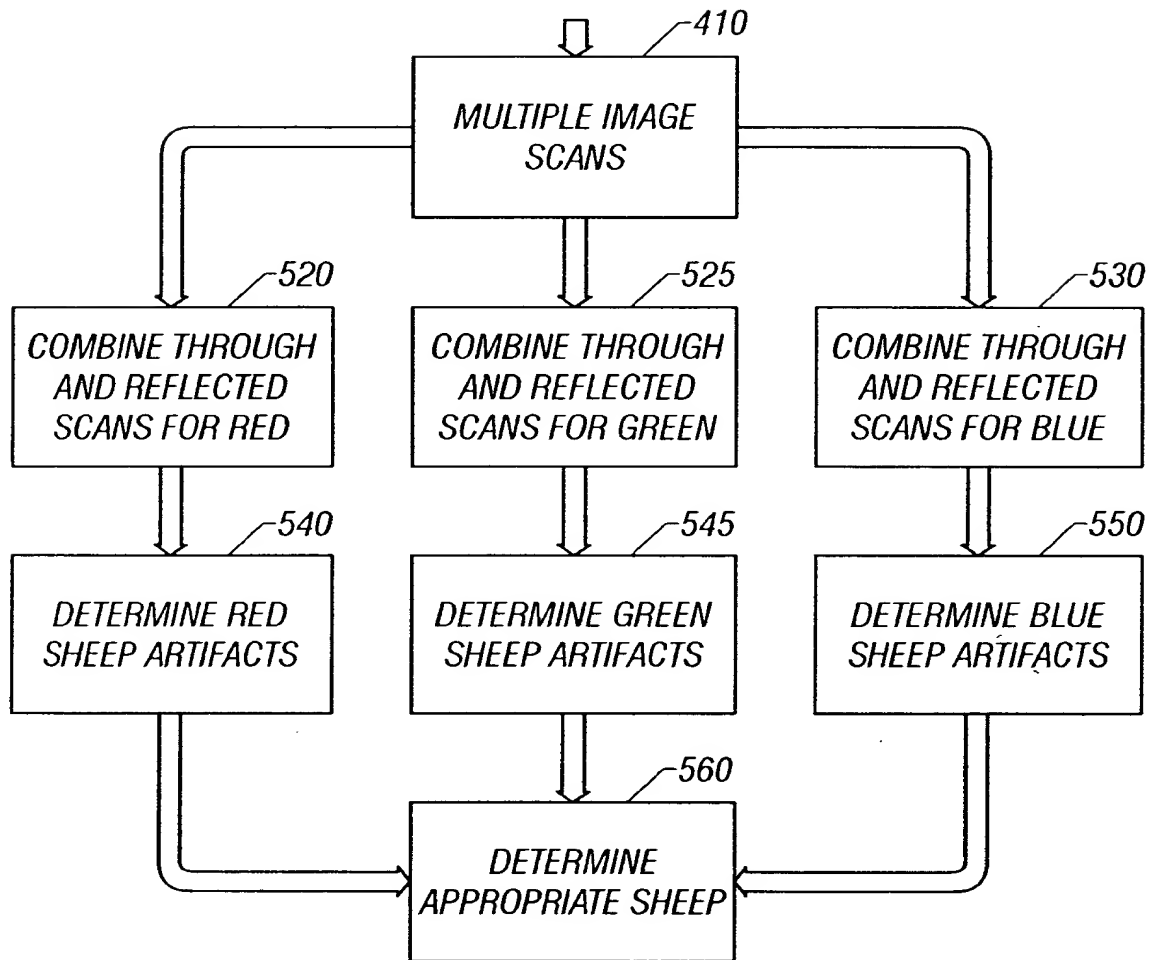 410
MULTIPLE IMAGE
SCANS
520
COMBINE THROUGH
AND REFLECTED
SCANS FOR RED
525
COMBINE THROUGH
AND REFLECTED
SCANS FOR GREEN
530
COMBINE THROUGH
AND REFLECTED
SCANS FOR BLUE
540
DETERMINE RED
SHEEP ARTIFACTS
545
DETERMINE GREEN
SHEEP ARTIFACTS
550
DETERMINE BLUE
SHEEP ARTIFACTS
560
DETERMINE
APPROPRIATE SHEEP